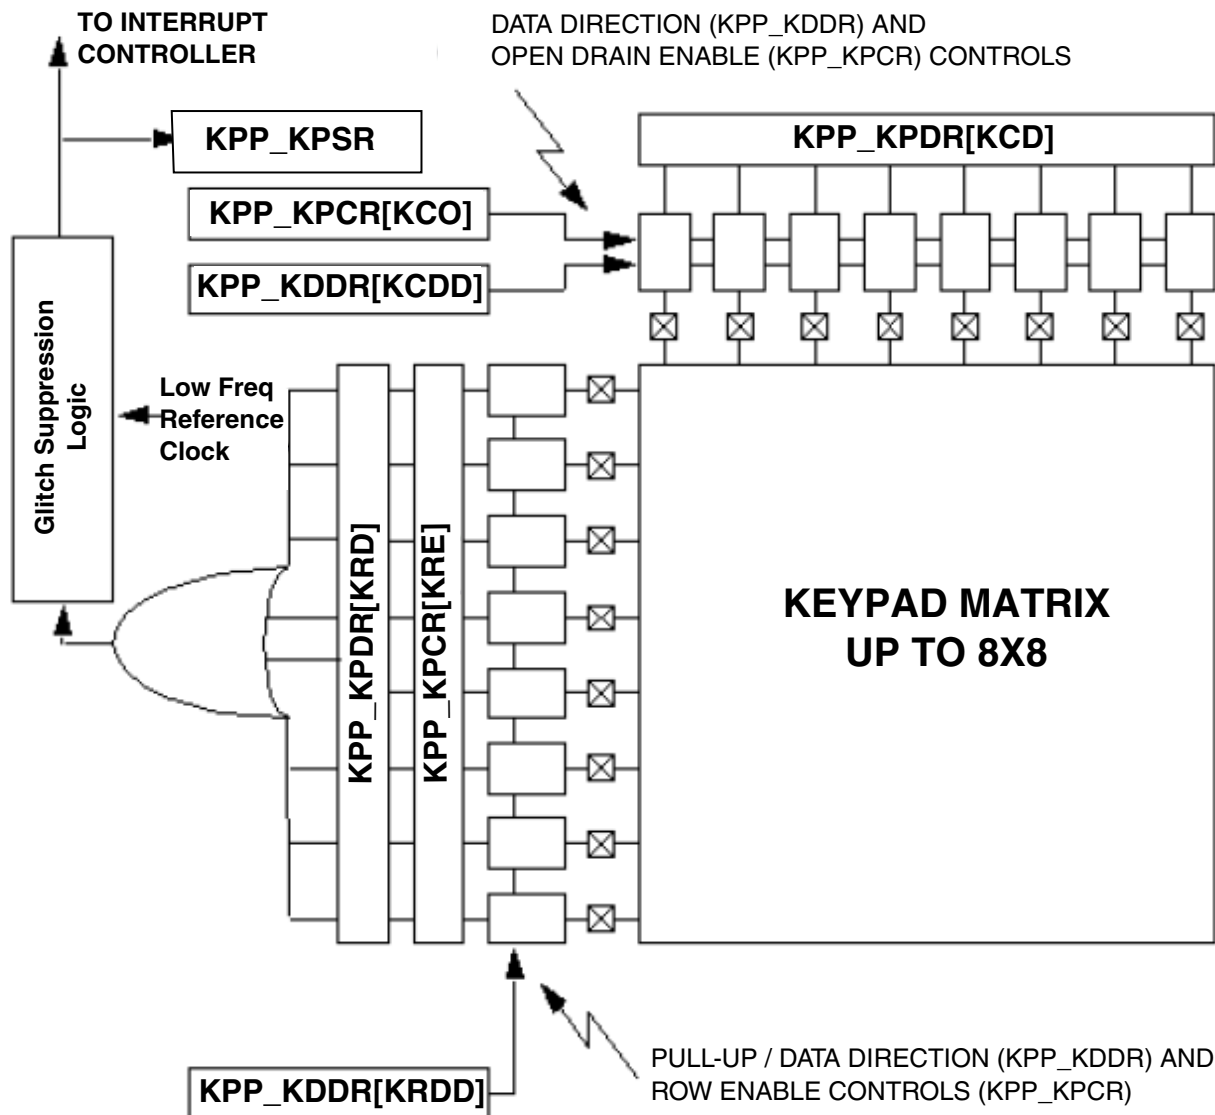 TO INTERRUPT
CONTROLLER
DATA DIRECTION (KPP_KDDR) AND
OPEN DRAIN ENABLE (KPP_KPCR) CONTROLS
KPP_KPSR
KPP_KPDR[KCD]
KPP_KPCR[KCO]
KPP_KDDR[KCDD]
Glitch Suppression
Logic
Low Freq
Reference
Clock
KPP_KPDR[KRD]
KPP_KPCR[KRE]
KEYPAD MATRIX
UP TO 8X8
PULL-UP / DATA DIRECTION (KPP_KDDR) AND
ROW ENABLE CONTROLS (KPP_KPCR)
KPP_KDDR[KRDD]